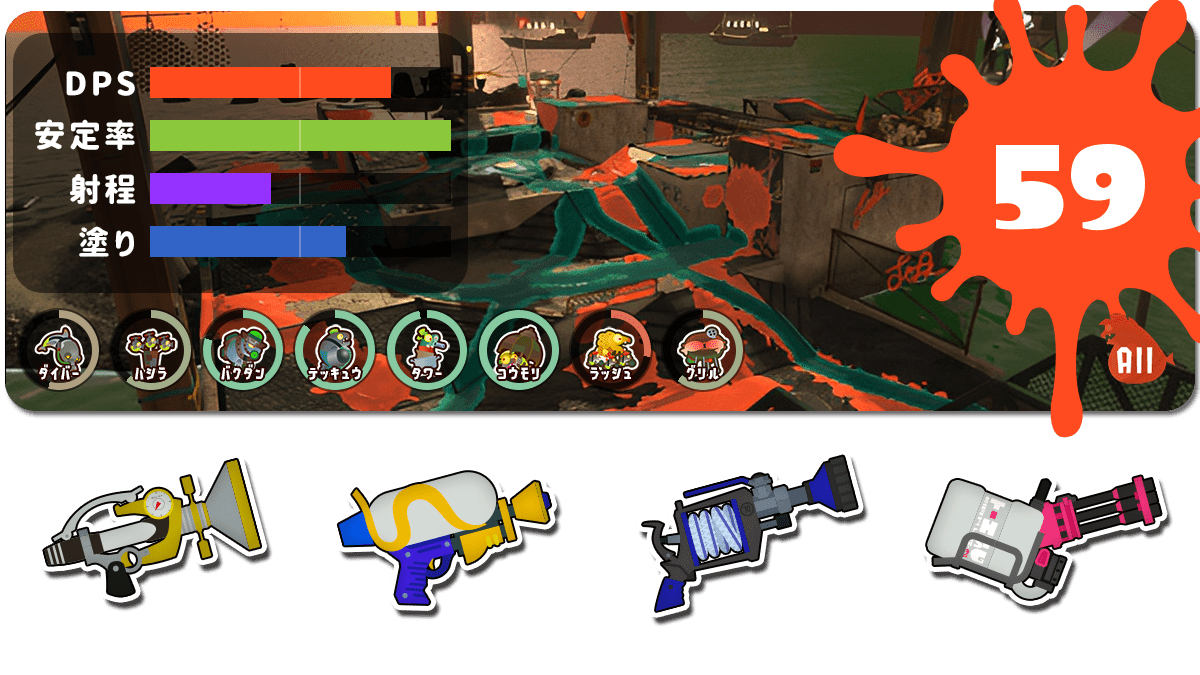 DPS
安定率
射程
塗り
59
ダイバー
ハシラ
バクダン
テッキュウ
タワー
コウモリ
ラッシュ
グリル
All